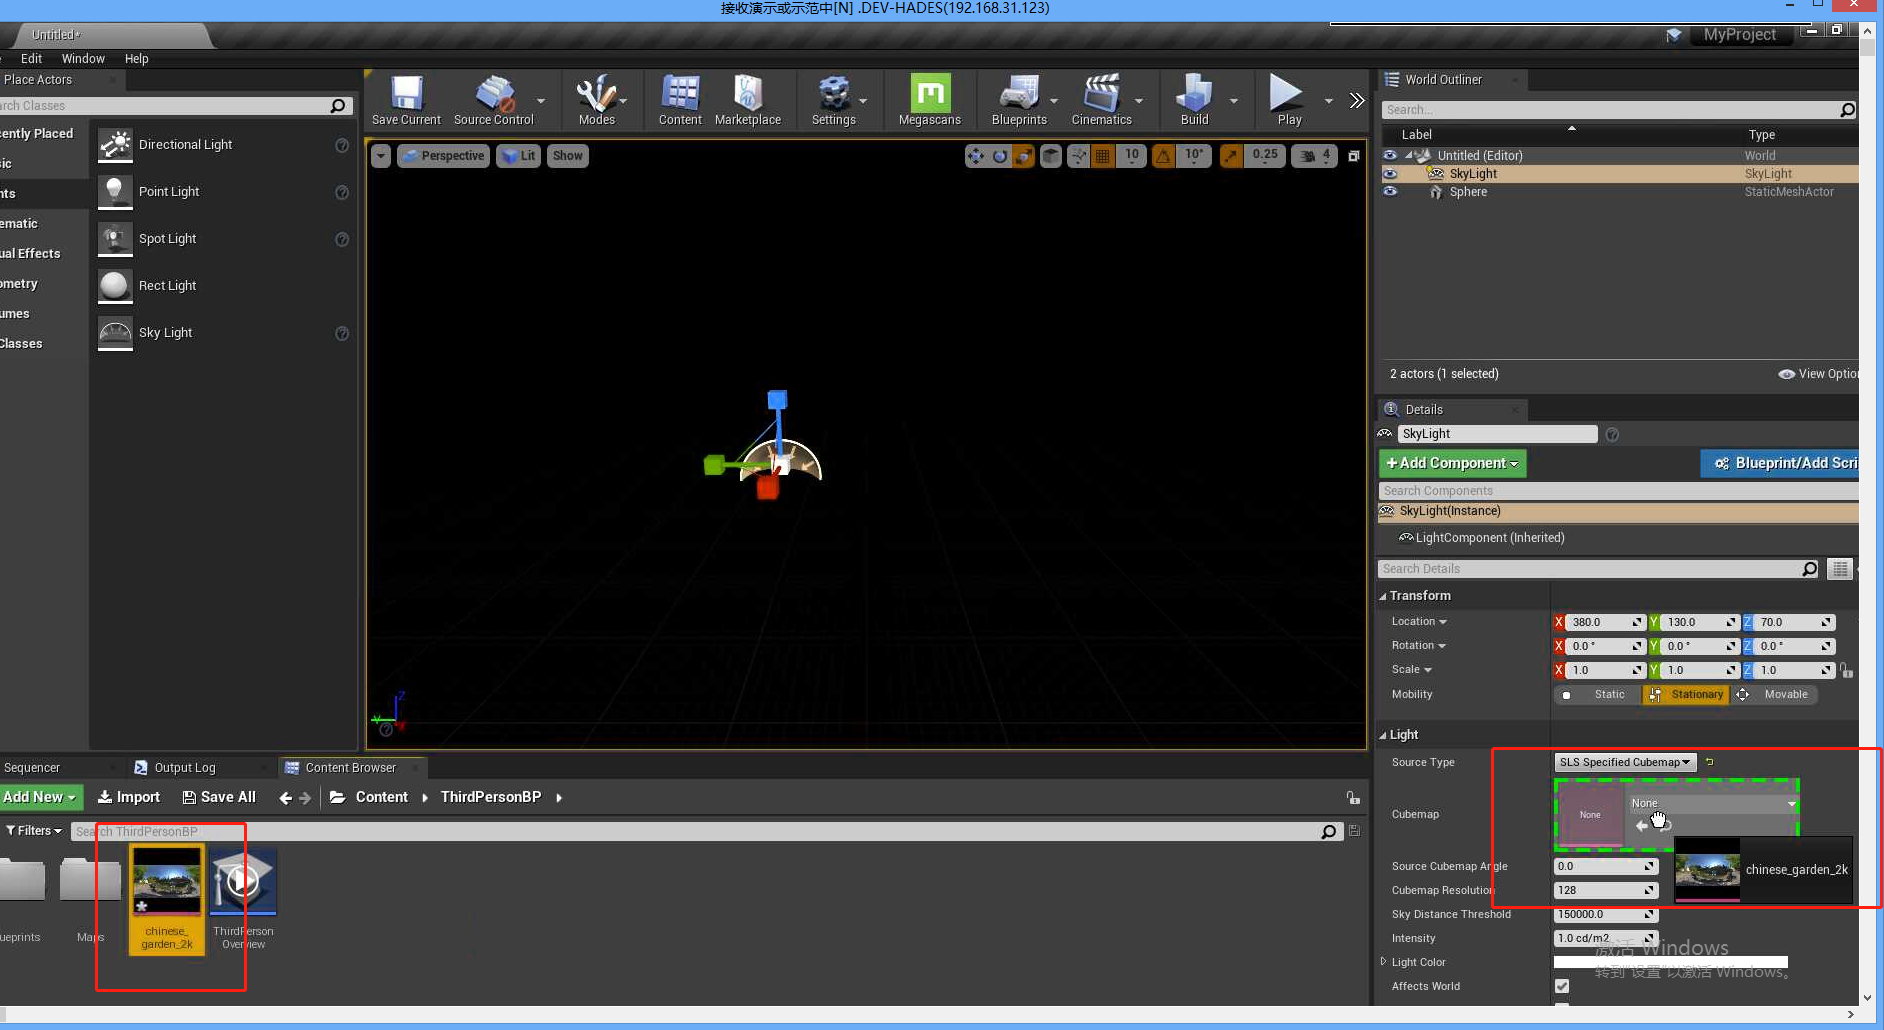 接收演示或示范中[N] .DEV-HADES(192.168.31.123)
Untitled*
MyProject
Edit Window Help
Place Actors
rch Classes
ently Placed
sic
nts
ematic
ual Effects
ometry
umes
Classes
Directional Light
Point Light
Spot Light
Rect Light
Sky Light
Save Current
Source Control
Modes
Content
Marketplace
Settings
Megascans
Blueprints
Cinematics
Build
Play
Perspective
Lit
Show
10
10°
0.25
4
World Outliner
Search...
Label Type
Untitled (Editor) World
SkyLight SkyLight
Sphere StaticMeshActor
2 actors (1 selected)
View Optio
Details
SkyLight
+Add Component
Blueprint/Add Scri
Search Components
SkyLight(Instance)
LightComponent (Inherited)
Search Details
Transform
Location X 380.0 Y 130.0 Z 70.0
Rotation X 0.0 ° Y 0.0 ° Z 0.0 °
Scale X 1.0 Y 1.0 Z 1.0
Mobility Static Stationary Movable
Light
Source Type SLS Specified Cubemap
Cubemap None None
chinese_garden_2k
Source Cubemap Angle 0.0
Cubemap Resolution 128
Sky Distance Threshold 150000.0
Intensity 1.0 cd/m2
Light Color
Affects World
激活 Windows
转到"设置"以激活 Windows。
Z
Y
X
Sequencer
Output Log
Content Browser
Add New
Import
Save All
Content
ThirdPersonBP
Filters
Search ThirdPersonBP
ueprints
Maps
chinese_
garden_2k
ThirdPerson
Overview